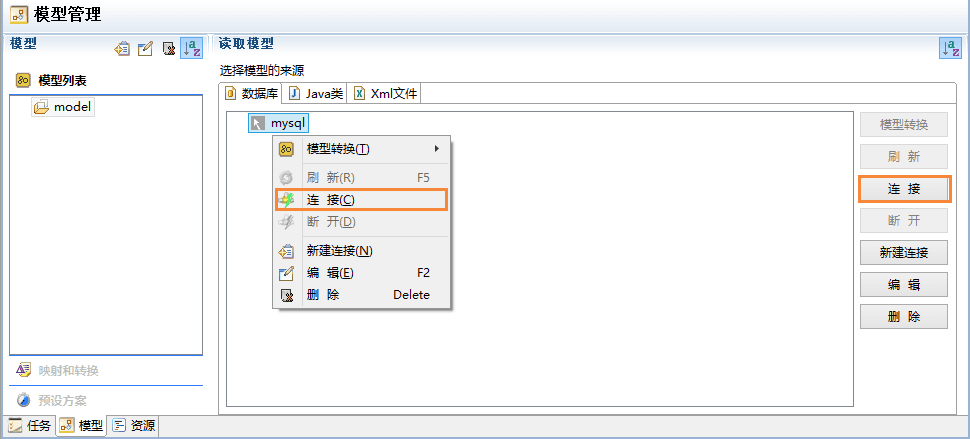 模型管理
模型
模型列表
model
映射和转换
预设方案
读取模型
选择模型的来源
数据库 Java类 Xml文件
mysql
模型转换(T)
刷 新(R) F5
连 接(C)
断 开(D)
新建连接(N)
编 辑(E) F2
删 除 Delete
模型转换
刷 新
连 接
断 开
新建连接
编 辑
删 除
任务 模型 资源